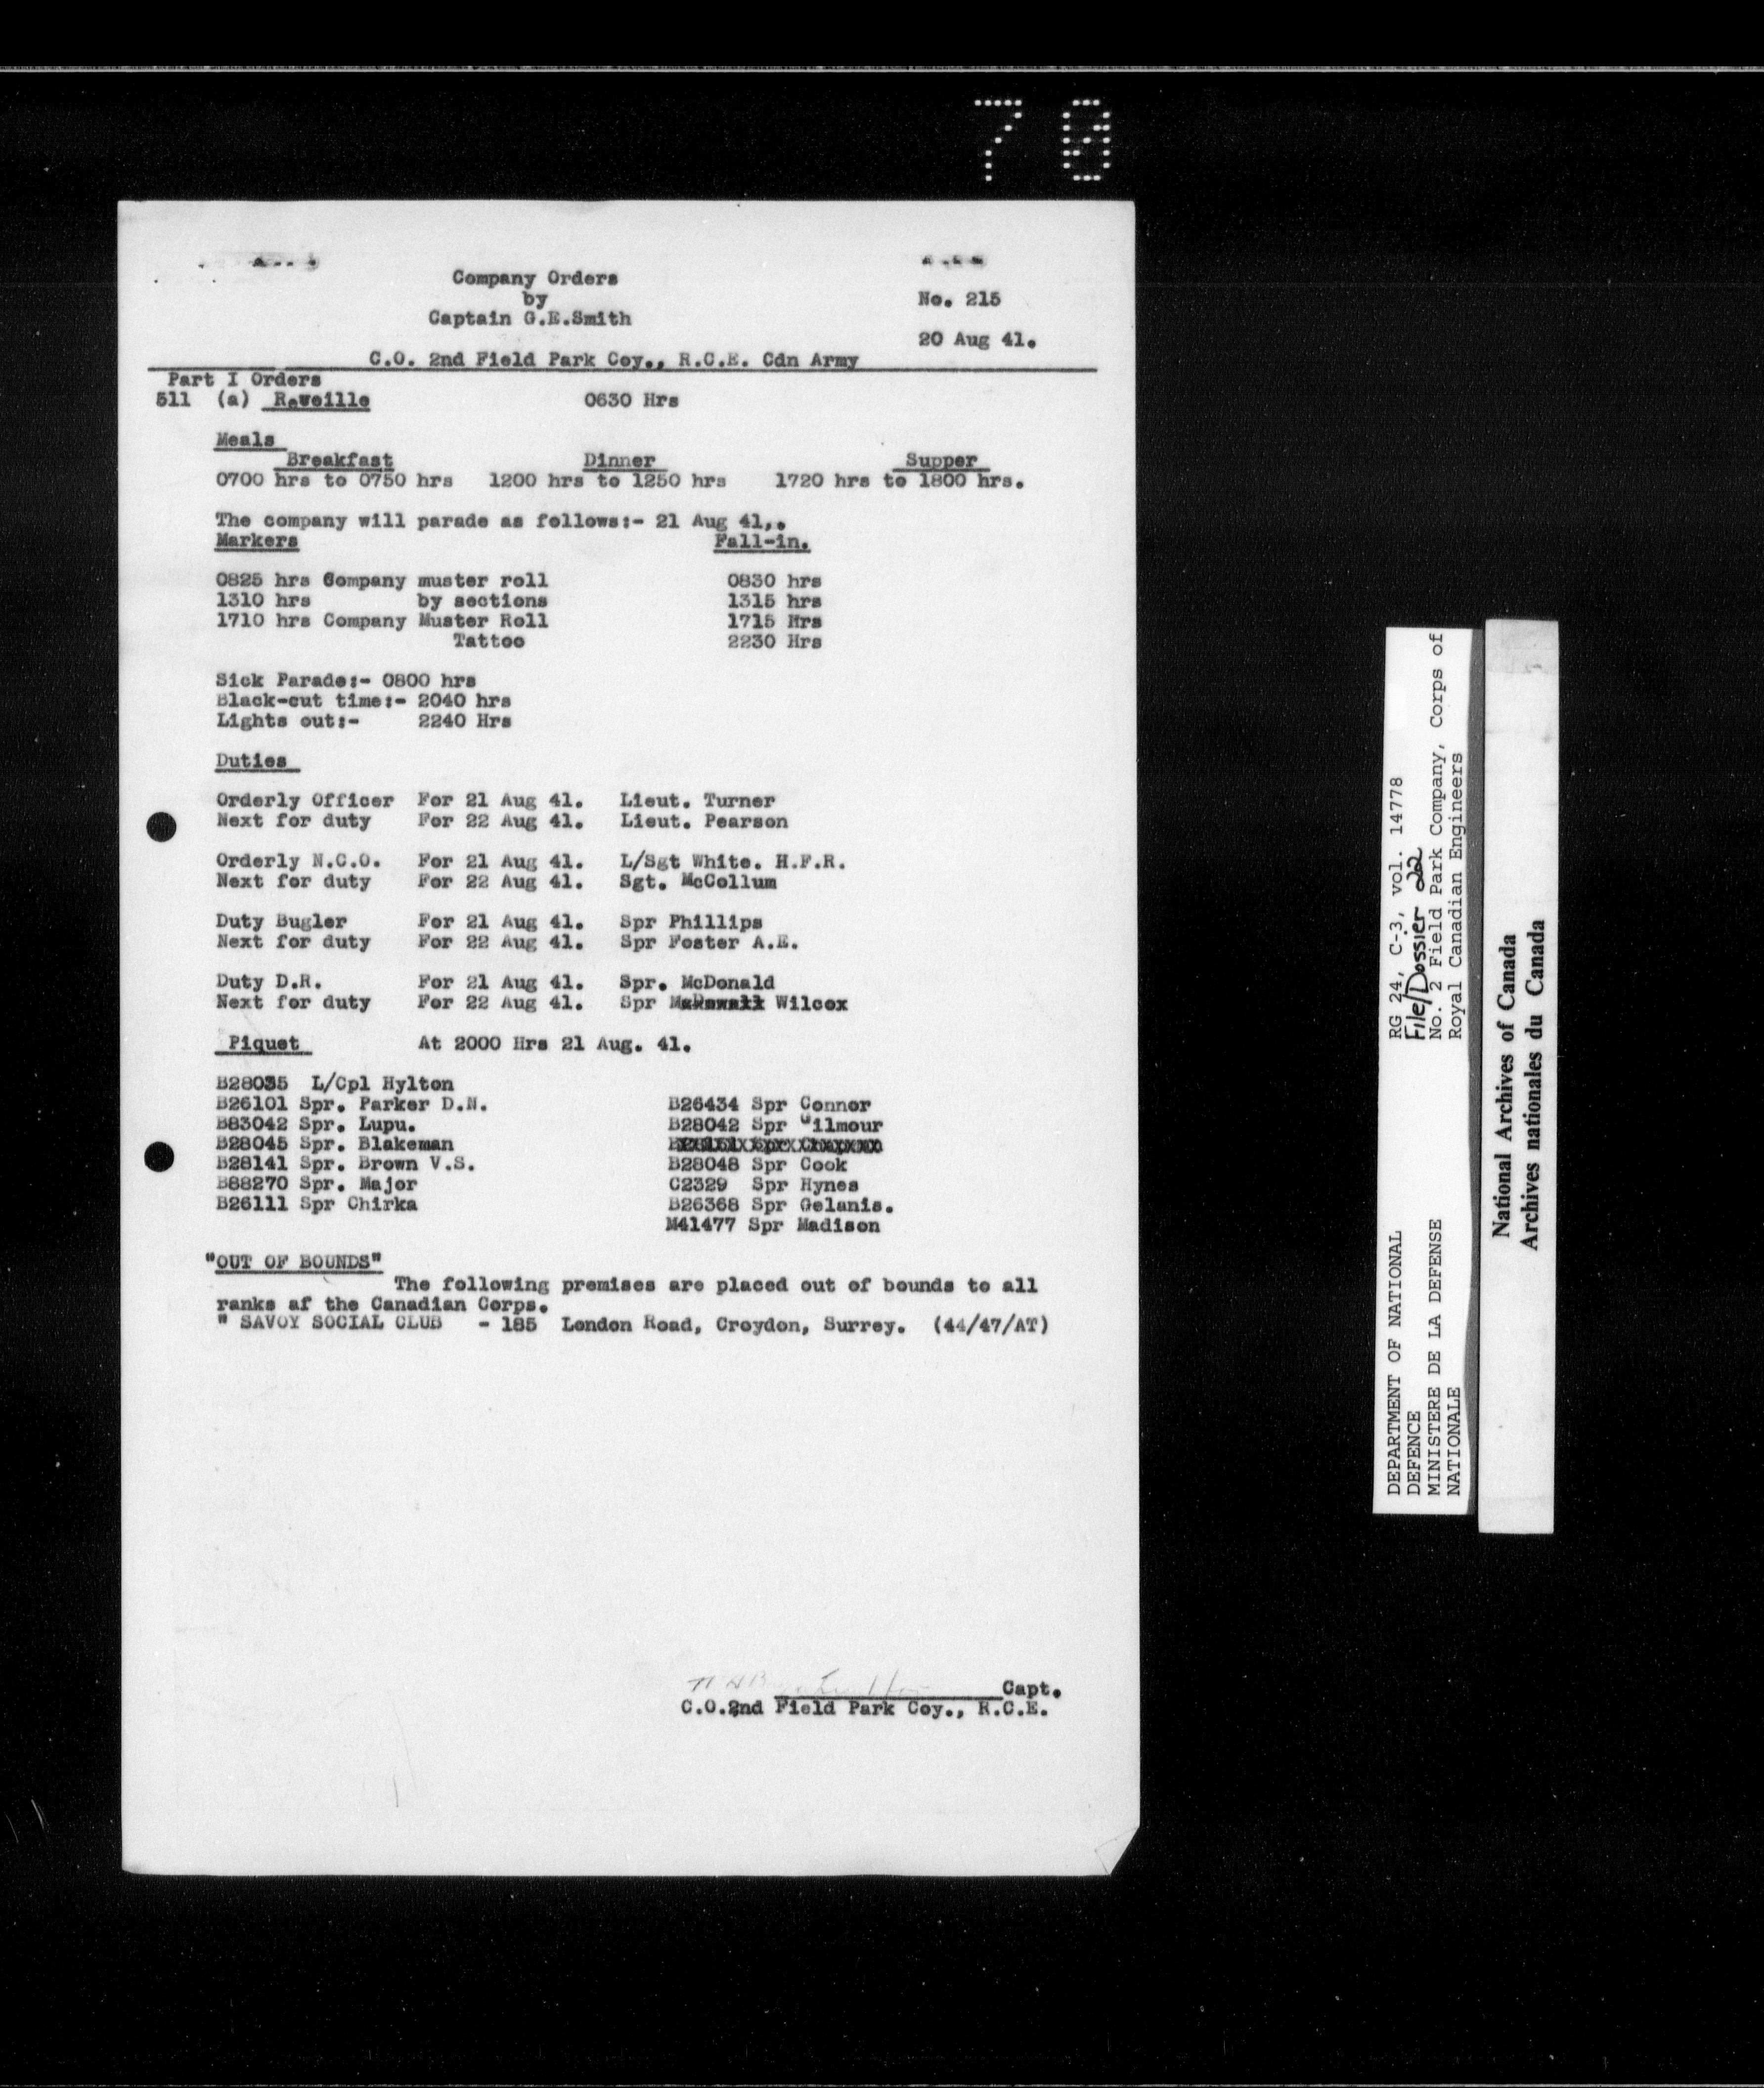 70
Company Orders
by
Captain G.E.Smith
No. 215
20 Aug 41.
C.O. 2nd Field Park Coy., R.C.E. Cdn Army
Part I Orders
511 (a) Reveille 0630 Hrs
Meals
Breakfast Dinner Supper
0700 hrs to 0750 hrs 1200 hrs to 1250 hrs 1720 hrs to 1800 hrs.
The company will parade as follows:- 21 Aug 41,.
Markers Fall-in.
0825 hrs Company muster roll 0830 hrs
1310 hrs by sections 1315 hrs
1710 hrs Company Muster Roll 1715 Hrs
Tattoo 2230 Hrs
Sick Parade:- 0800 hrs
Black-out time:- 2040 hrs
Lights out:- 2240 Hrs
Duties
Orderly Officer For 21 Aug 41. Lieut. Turner
Next for duty For 22 Aug 41. Lieut. Pearson
Orderly N.C.O. For 21 Aug 41. L/Sgt White. H.F.R.
Next for duty For 22 Aug 41. Sgt. McCollum
Duty Bugler For 21 Aug 41. Spr Phillips
Next for duty For 22 Aug 41. Spr Foster A.E.
Duty D.R. For 21 Aug 41. Spr. McDonald
Next for duty For 22 Aug 41. Spr Wilcox
Piquet At 2000 Hrs 21 Aug. 41.
B28035 L/Cpl Hylton
B26101 Spr. Parker D.N. B26434 Spr Connor
B83042 Spr. Lupu. B28042 Spr Gilmour
B28045 Spr. Blakeman
B28141 Spr. Brown V.S. B28048 Spr Cook
B88270 Spr. Major C2329 Spr Hynes
B26111 Spr Chirka B26368 Spr Gelanis.
M41477 Spr Madison
"OUT OF BOUNDS"
The following premises are placed out of bounds to all
ranks af the Canadian Corps.
" SAVOY SOCIAL CLUB - 185 London Road, Croydon, Surrey. (44/47/AT)
Capt.
C.O.2nd Field Park Coy., R.C.E.
DEPARTMENT OF NATIONAL
DEFENCE
MINISTERE DE LA DEFENSE
NATIONALE
RG 24, C-3, vol. 14778
File/Dossier 22
No. 2 Field Park Company, Corps of
Royal Canadian Engineers
National Archives of Canada
Archives nationales du Canada